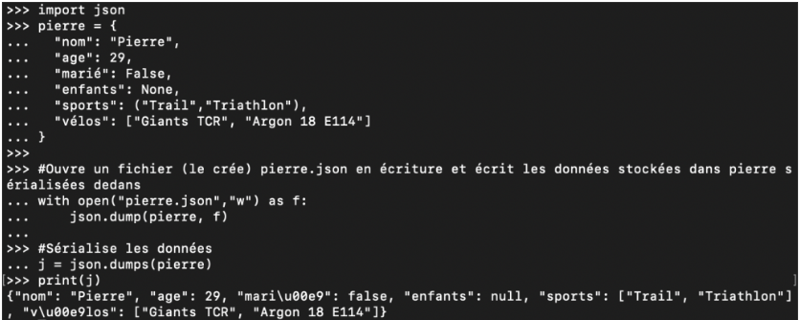 >>> import json
>>> pierre = {
...   "nom": "Pierre",
...   "age": 29,
...   "marié": False,
...   "enfants": None,
...   "sports": ("Trail","Triathlon"),
...   "vélos": ["Giants TCR", "Argon 18 E114"]
... }
>>>
>>> #Ouvre un fichier (le crée) pierre.json en écriture et écrit les données stockées dans pierre s
érialisées dedans
... with open("pierre.json","w") as f:
...     json.dump(pierre, f)
...
>>> #Sérialise les données
... j = json.dumps(pierre)
[>>> print(j)                                                                                     ]
{"nom": "Pierre", "age": 29, "mari\u00e9": false, "enfants": null, "sports": ["Trail", "Triathlon"]
, "v\u00e9los": ["Giants TCR", "Argon 18 E114"]}